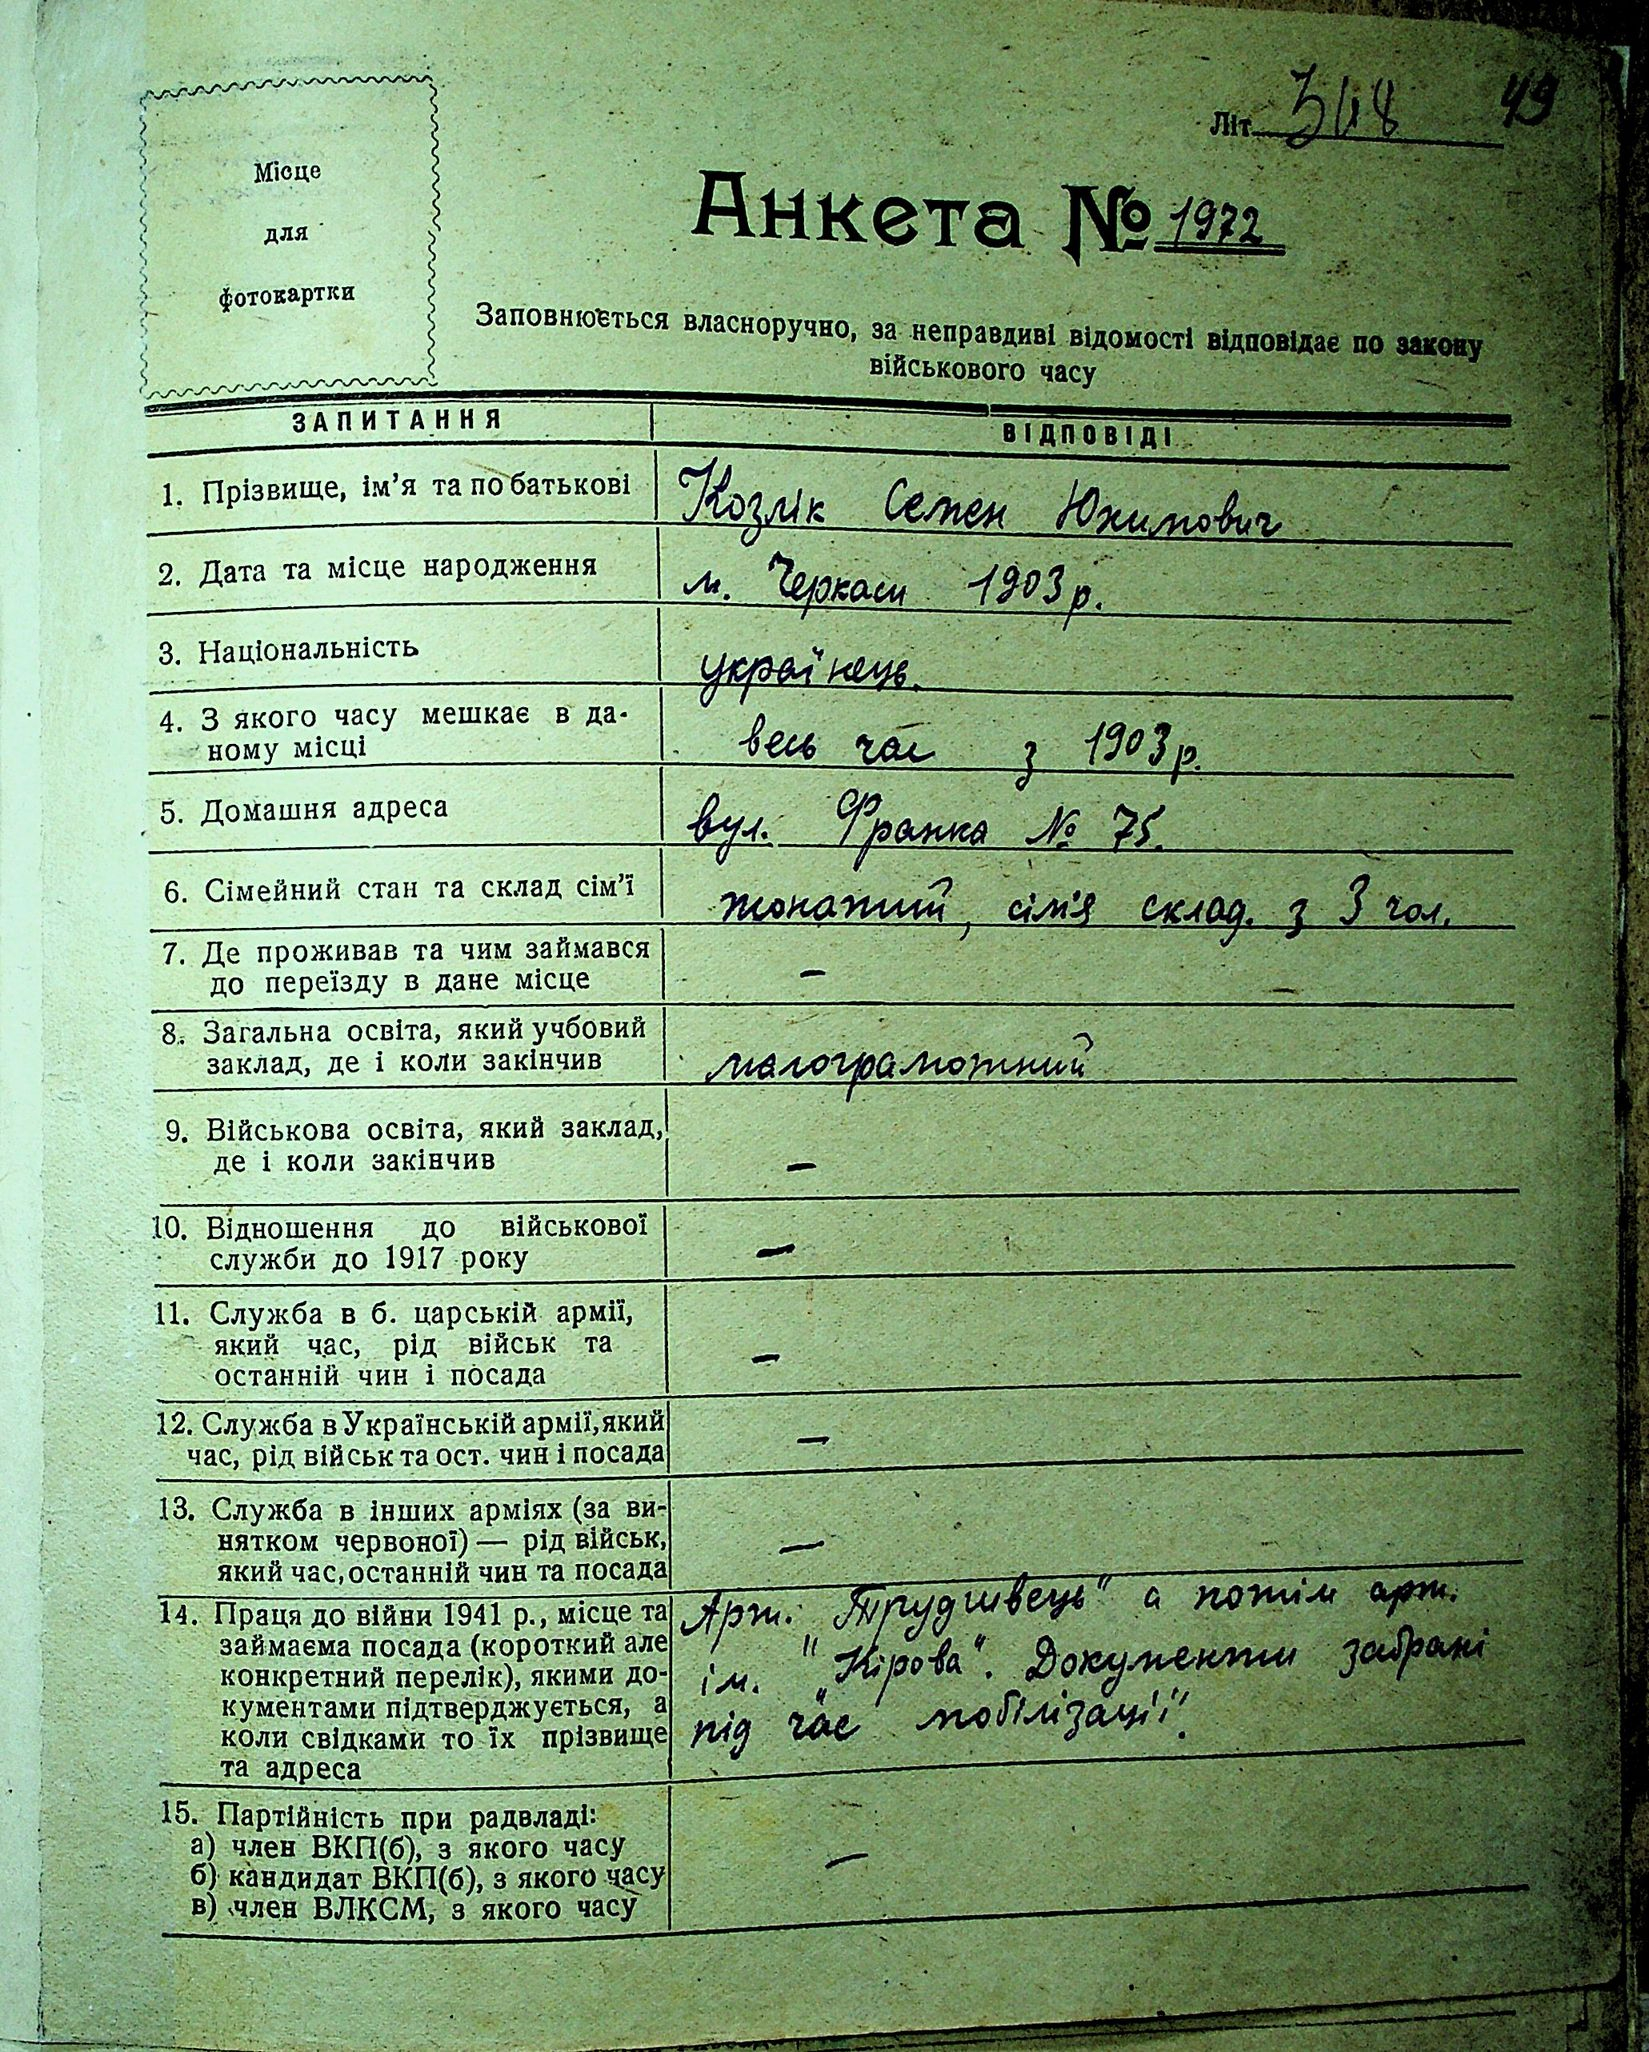 Літ. 49
Місце
для
фотокартки
Анкета № 1972
Заповнюється власноручно, за неправдиві відомості відповідає по закону
військового часу
ЗАПИТАННЯ ВІДПОВІДІ
1. Прізвище, ім'я та по батькові Козлік Семен Юхимович
2. Дата та місце народження м. Черкаси 1903 р.
3. Національність українець.
4. З якого часу мешкає в да-
ному місці весь час з 1903 р.
5. Домашня адреса вул. Франка № 75.
6. Сімейний стан та склад сім'ї жонатий, сім'я склад. з 3 чол.
7. Де проживав та чим займався
до переїзду в дане місце —
8. Загальна освіта, який учбовий
заклад, де і коли закінчив малограмотний
9. Військова освіта, який заклад,
де і коли закінчив —
10. Відношення до військової
служби до 1917 року —
11. Служба в б. царській армії,
який час, рід військ та
останній чин і посада —
12. Служба в Українській армії, який
час, рід військ та ост. чин і посада —
13. Служба в інших арміях (за ви-
нятком червоної) — рід військ,
який час, останній чин та посада —
14. Праця до війни 1941 р., місце та
займаєма посада (короткий але
конкретний перелік), якими до-
кументами підтверджується, а
коли свідками то їх прізвище
та адреса
Арт. "Трудшвець" а потім арт.
ім. "Кірова". Документи забрані
під час мобілізації.
15. Партійність при радвладі:
а) член ВКП(б), з якого часу
б) кандидат ВКП(б), з якого часу —
в) член ВЛКСМ, з якого часу